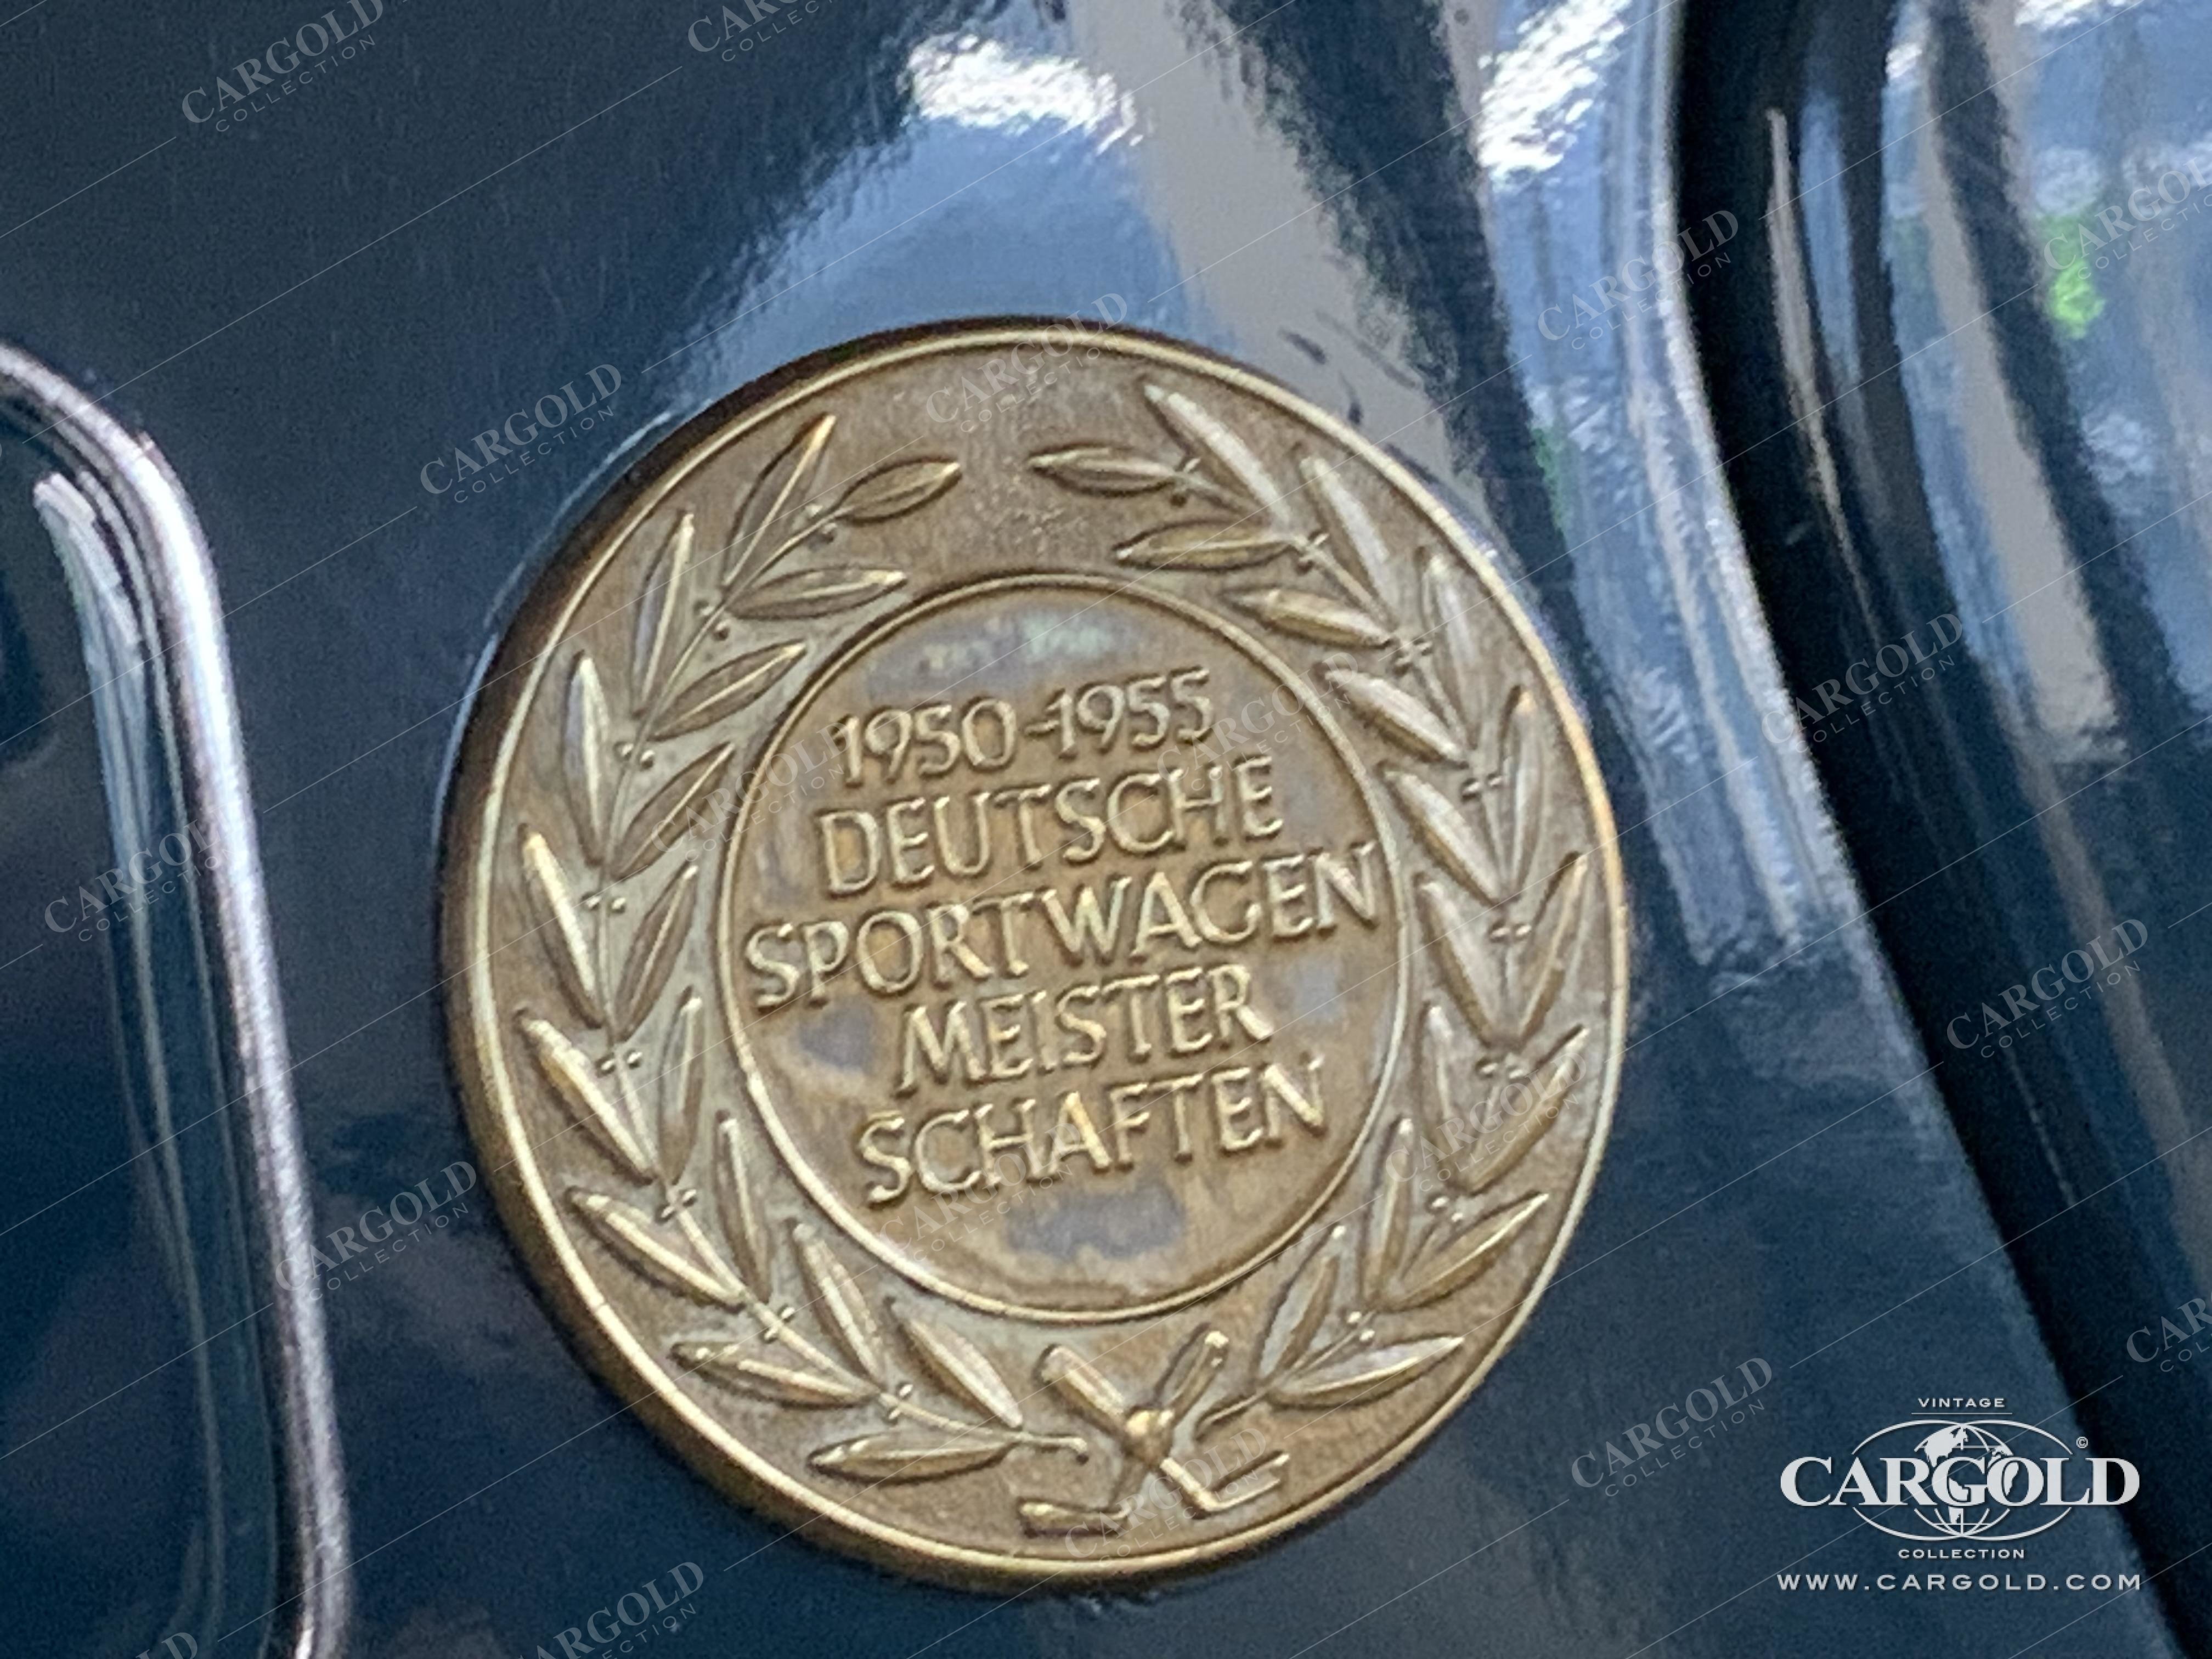 1950-1955
DEUTSCHE
SPORTWAGEN
MEISTER
SCHAFTEN
VINTAGE
CARGOLD
©
COLLECTION
WWW.CARGOLD.COM